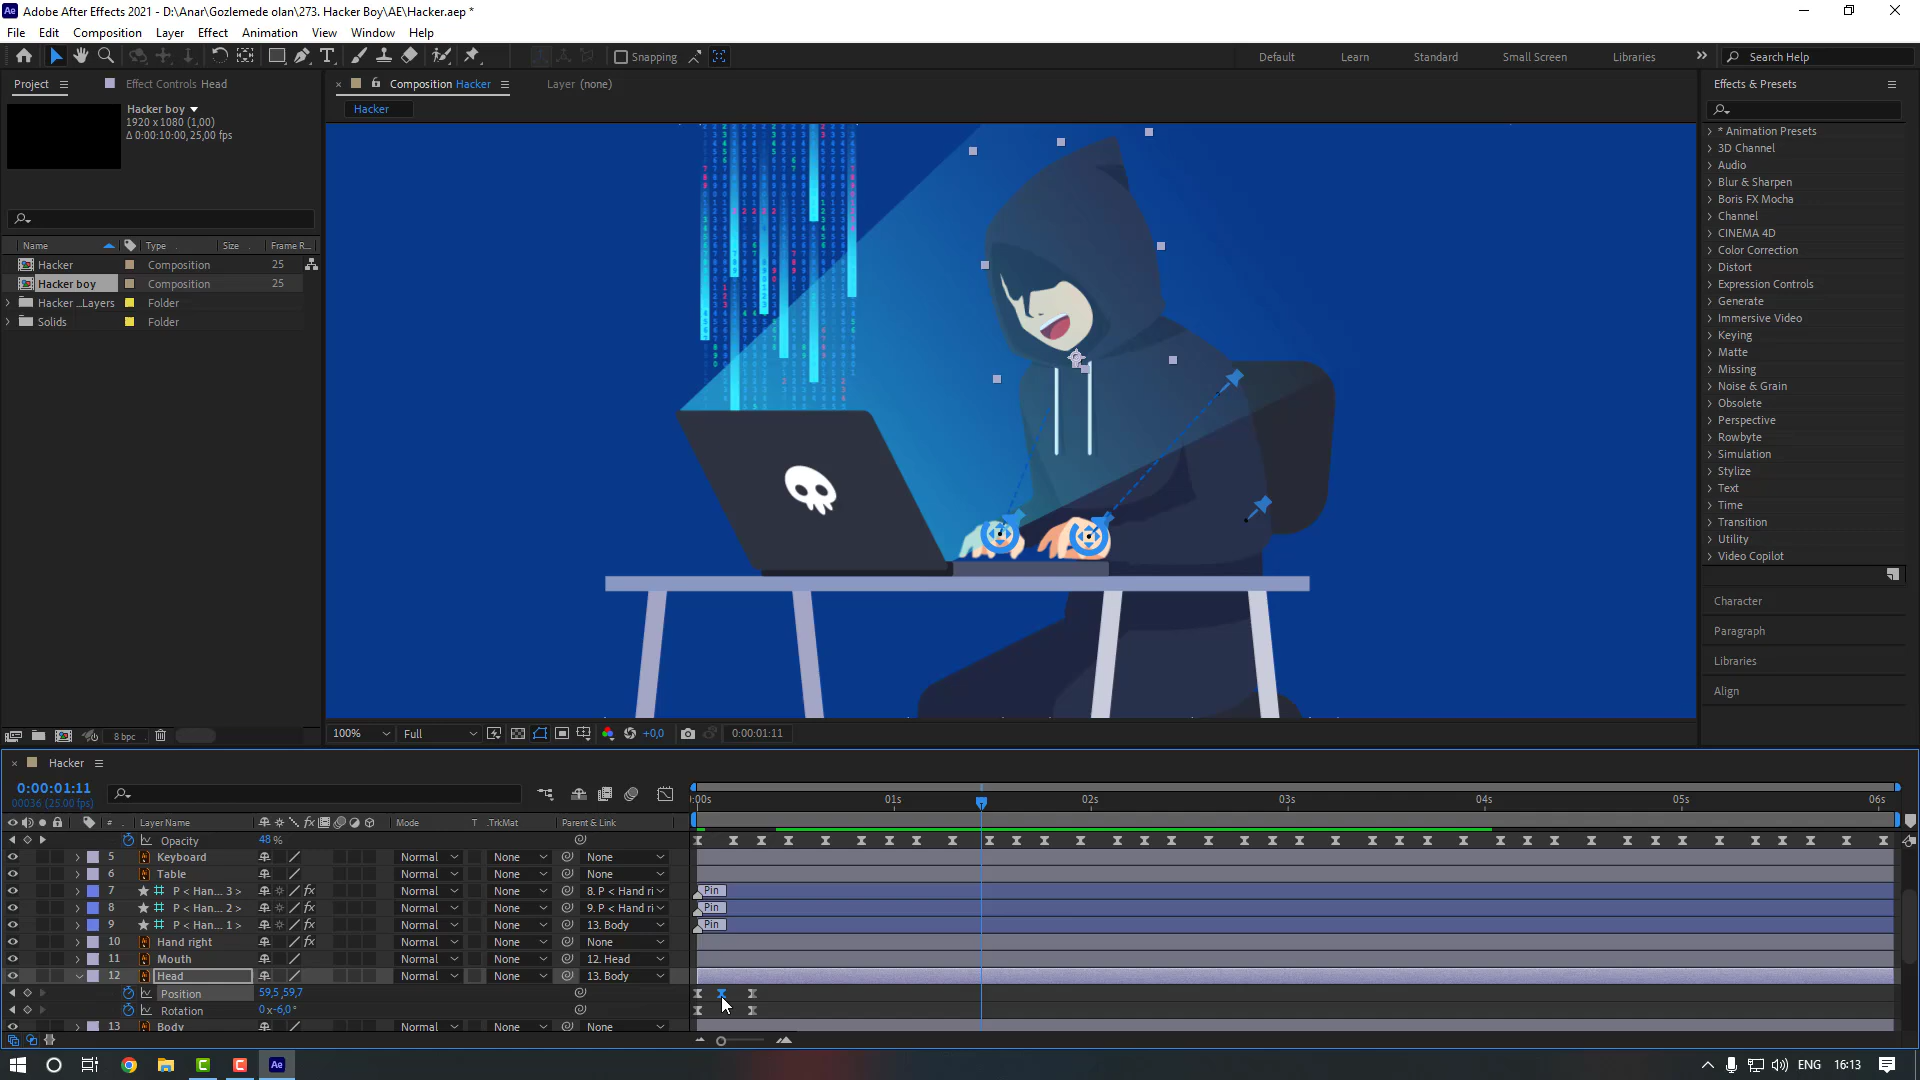 Adobe After Effects 2021 - D:\Anar\Gozlemede olan\273. Hacker Boy\AE\Hacker.aep *
File Edit Composition Layer Effect Animation View Window Help
Snapping
Default Learn Standard Small Screen Libraries
Search Help
Project
Effect Controls Head
Composition Hacker
Layer (none)
Effects & Presets
Hacker boy
1920 x 1080 (1,00)
Δ 0:00:10:00, 25,00 fps
Hacker
Name Type Size Frame R...
Hacker Composition 25
Hacker boy Composition 25
Hacker _Layers Folder
Solids Folder
* Animation Presets
3D Channel
Audio
Blur & Sharpen
Boris FX Mocha
Channel
CINEMA 4D
Color Correction
Distort
Expression Controls
Generate
Immersive Video
Keying
Matte
Missing
Noise & Grain
Obsolete
Perspective
Rowbyte
Simulation
Stylize
Text
Time
Transition
Utility
Video Copilot
Character
Paragraph
Libraries
Align
8 bpc
100% Full +0,0 0:00:01:11
Hacker
0:00:01:11
00036 (25.00 fps)
:00s 01s 02s 03s 04s 05s 06s
# Layer Name Mode T .TrkMat Parent & Link
Opacity 48 %
5 Keyboard Normal None None
6 Table Normal None None
7 P < Han... 3 > Normal None 8. P < Hand ri Pin
8 P < Han... 2 > Normal None 9. P < Hand ri Pin
9 P < Han... 1 > Normal None 13. Body Pin
10 Hand right Normal None None
11 Mouth Normal None 12. Head
12 Head Normal None 13. Body
Position 59,5 ,59,7
Rotation 0 x-6,0 °
13 Body Normal None None
ENG 16:13